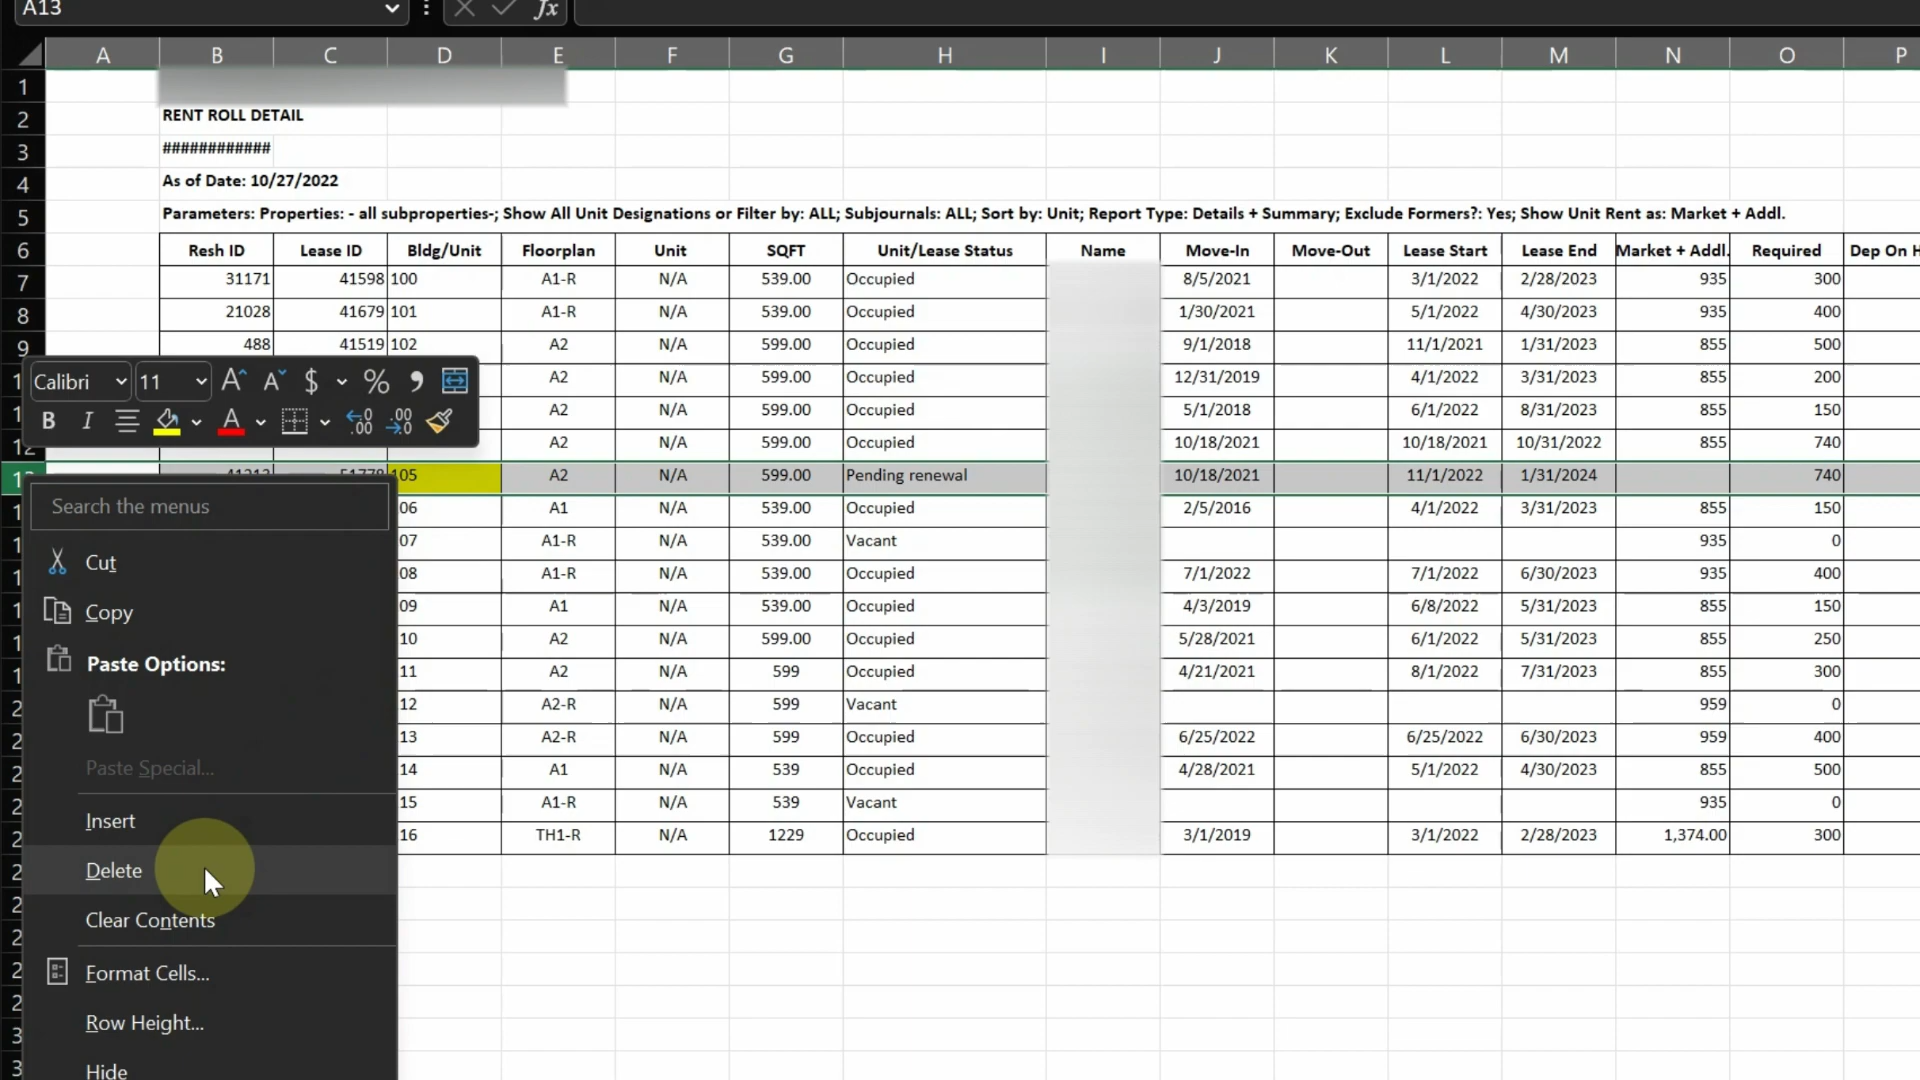 A13
fx
A B C D E F G H I J K L M N O P
1
2 RENT ROLL DETAIL
3 ############
4 As of Date: 10/27/2022
5 Parameters: Properties: - all subproperties-; Show All Unit Designations or Filter by: ALL; Subjournals: ALL; Sort by: Unit; Report Type: Details + Summary; Exclude Formers?: Yes; Show Unit Rent as: Market + Addl.
6 Resh ID Lease ID Bldg/Unit Floorplan Unit SQFT Unit/Lease Status Name Move-In Move-Out Lease Start Lease End Market + Addl. Required Dep On H
7 31171 41598 100 A1-R N/A 539.00 Occupied 8/5/2021 3/1/2022 2/28/2023 935 300
8 21028 41679 101 A1-R N/A 539.00 Occupied 1/30/2021 5/1/2022 4/30/2023 935 400
9 488 41519 102 A2 N/A 599.00 Occupied 9/1/2018 11/1/2021 1/31/2023 855 500
A2 N/A 599.00 Occupied 12/31/2019 4/1/2022 3/31/2023 855 200
A2 N/A 599.00 Occupied 5/1/2018 6/1/2022 8/31/2023 855 150
12 A2 N/A 599.00 Occupied 10/18/2021 10/18/2021 10/31/2022 855 740
105 A2 N/A 599.00 Pending renewal 10/18/2021 11/1/2022 1/31/2024 740
06 A1 N/A 539.00 Occupied 2/5/2016 4/1/2022 3/31/2023 855 150
07 A1-R N/A 539.00 Vacant 935 0
08 A1-R N/A 539.00 Occupied 7/1/2022 7/1/2022 6/30/2023 935 400
09 A1 N/A 539.00 Occupied 4/3/2019 6/8/2022 5/31/2023 855 150
10 A2 N/A 599.00 Occupied 5/28/2021 6/1/2022 5/31/2023 855 250
11 A2 N/A 599 Occupied 4/21/2021 8/1/2022 7/31/2023 855 300
12 A2-R N/A 599 Vacant 959 0
13 A2-R N/A 599 Occupied 6/25/2022 6/25/2022 6/30/2023 959 400
14 A1 N/A 539 Occupied 4/28/2021 5/1/2022 4/30/2023 855 500
15 A1-R N/A 539 Vacant 935 0
16 TH1-R N/A 1229 Occupied 3/1/2019 3/1/2022 2/28/2023 1,374.00 300
Calibri 11 A A $ % 9
B I A .00 .00
Search the menus
Cut
Copy
Paste Options:
Paste Special...
Insert
Delete
Clear Contents
Format Cells...
Row Height...
Hide